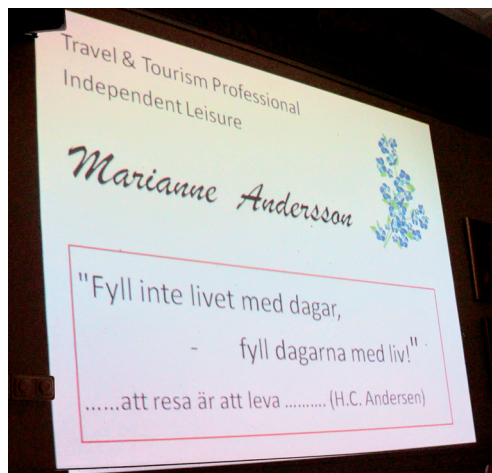 Travel & Tourism Professional
Independent Leisure
Marianne Andersson
"Fyll inte livet med dagar,
- fyll dagarna med liv!"
......att resa är att leva .......... (H.C. Andersen)